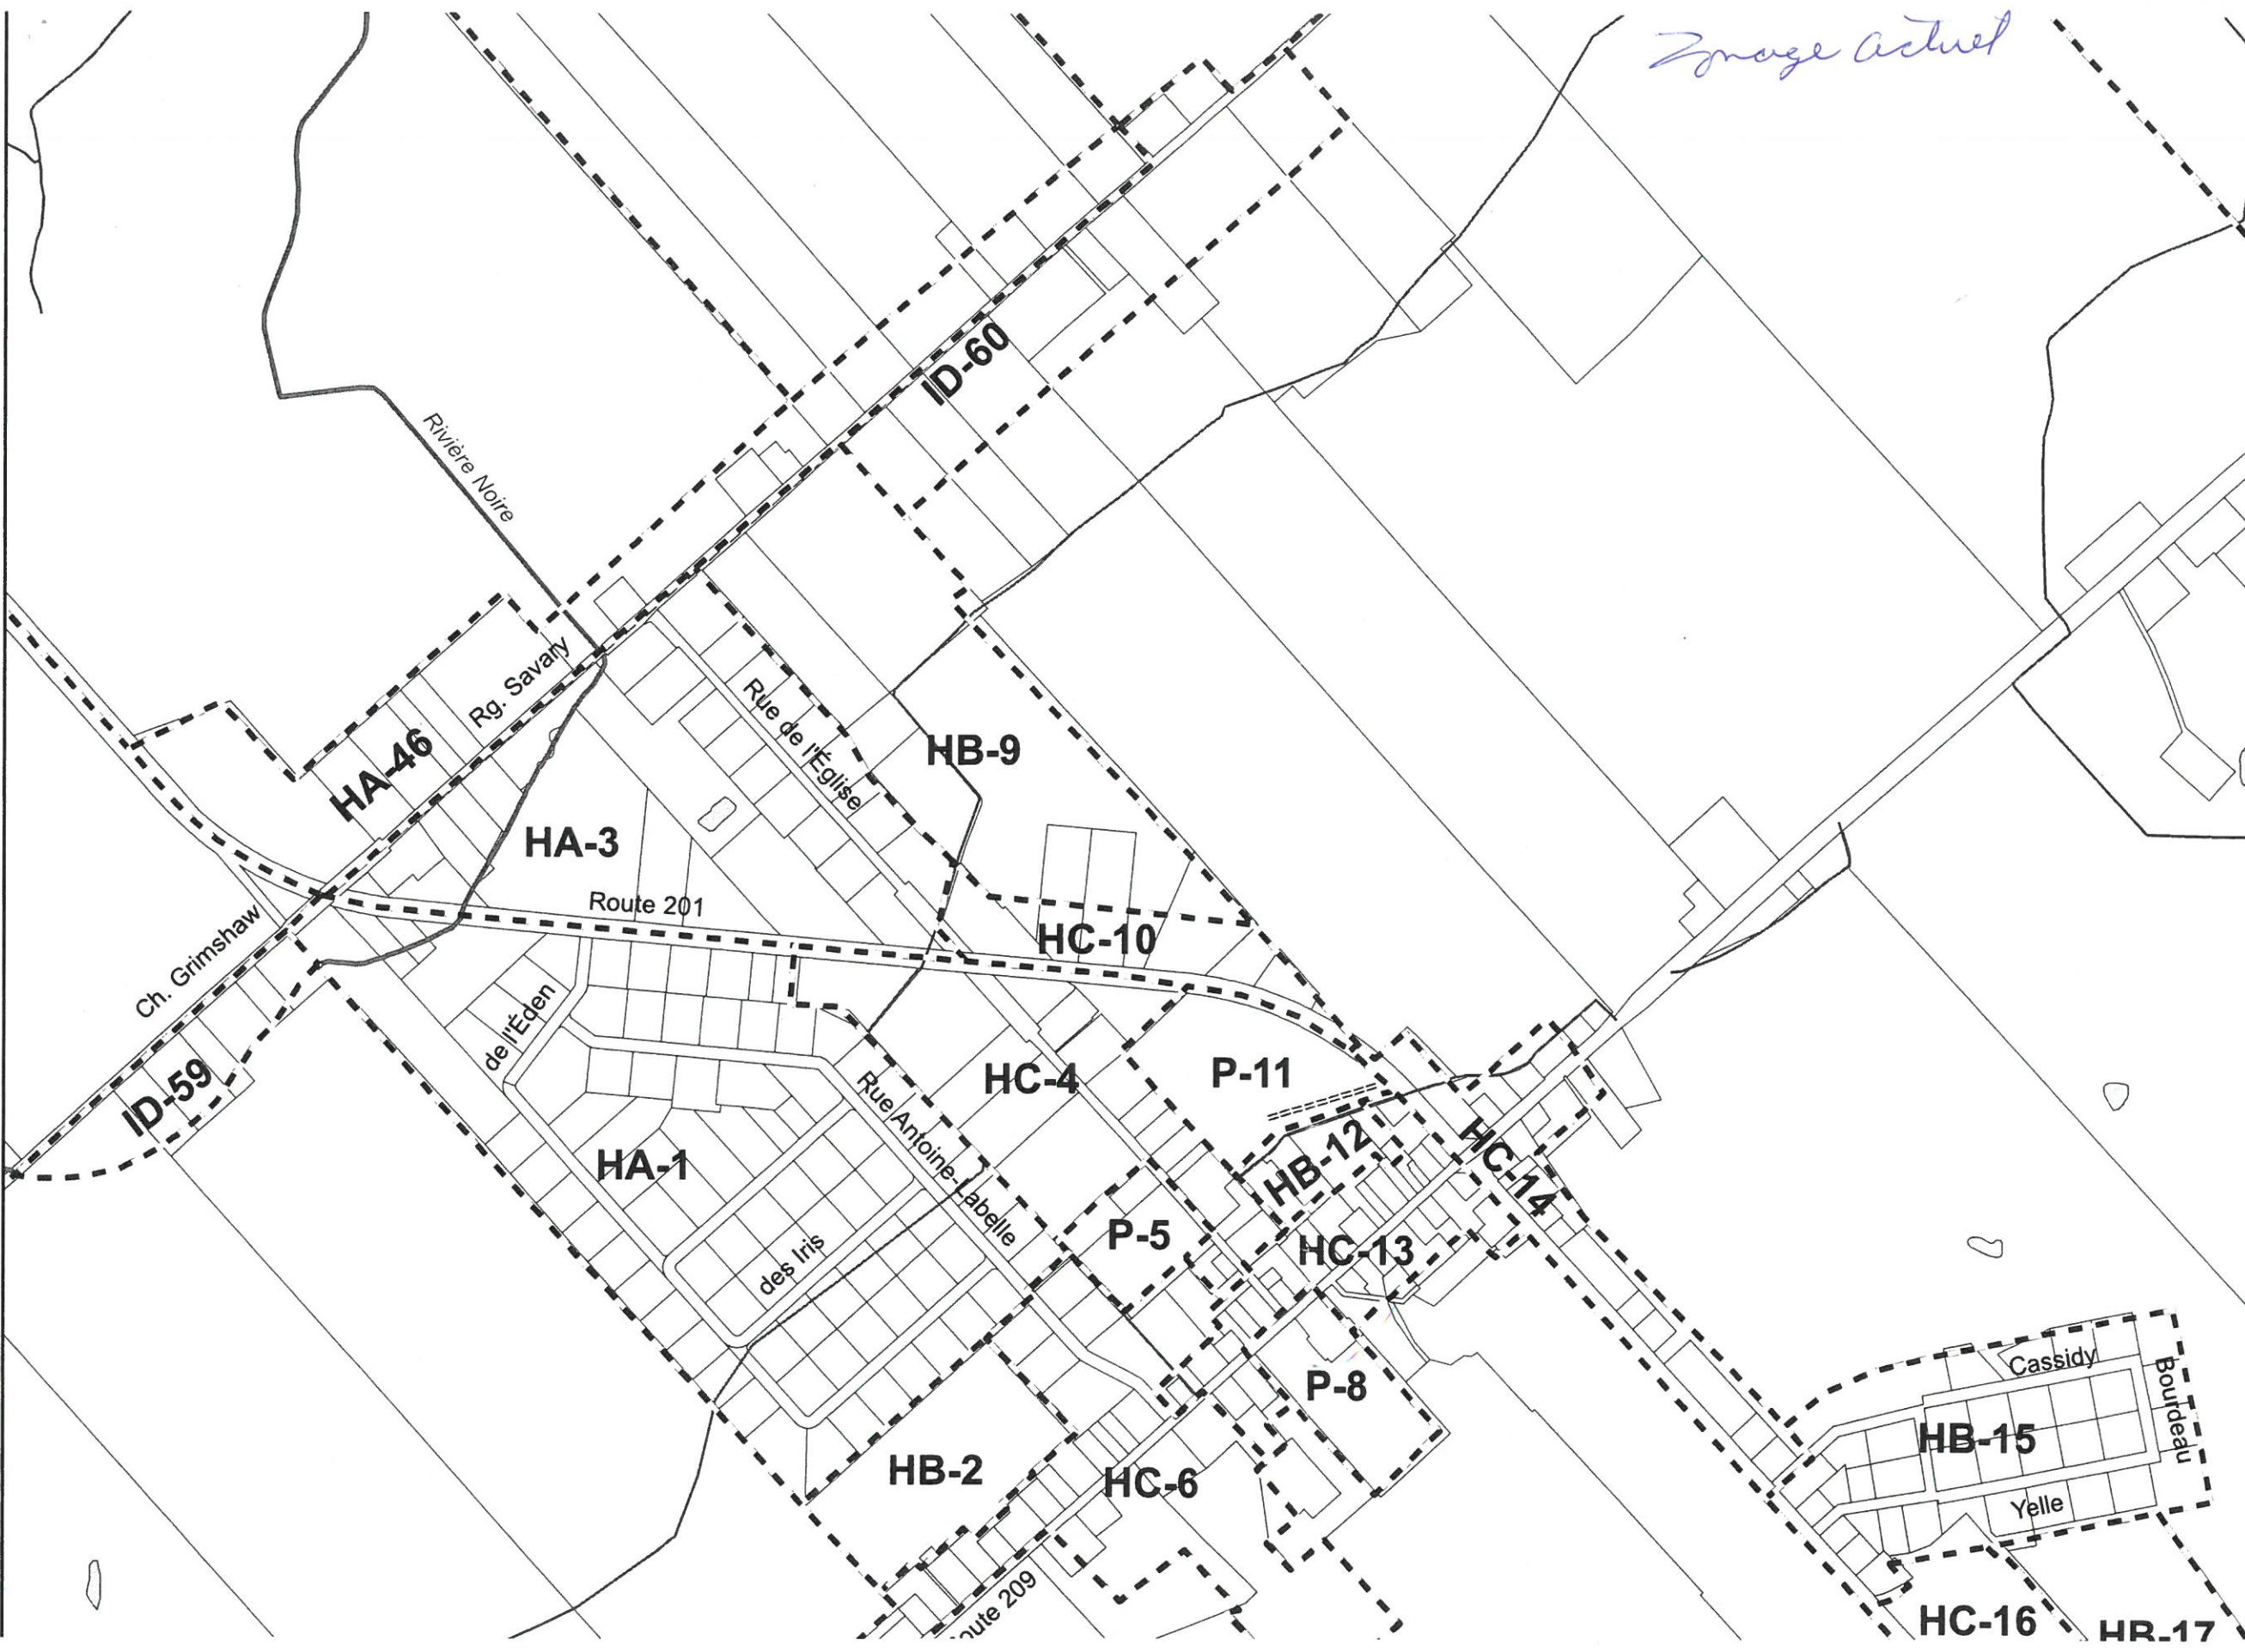 Zonage actuel
ID-60
Rivière Noire
Rg. Savary
Rue de l'Église
HB-9
HA-46
HA-3
Route 201
HC-10
Ch. Grimshaw
de l'Éden
ID-59
HC-4
P-11
Rue Antoine-Labelle
HA-1
HB-12
HC-14
P-5
des Iris
HC-13
P-8
Cassidy
Bourdeau
HB-15
HB-2
HC-6
Yelle
oute 209
HC-16
HB-17